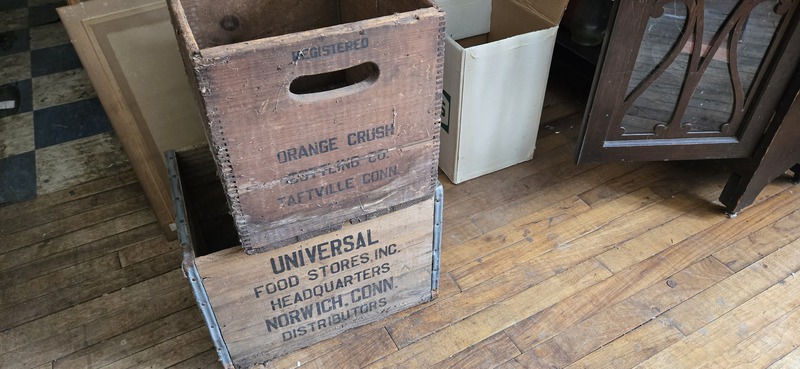 REGISTERED
ORANGE CRUSH
BOTTLING CO.
TAFTVILLE CONN.
UNIVERSAL
FOOD STORES, INC.
HEADQUARTERS
NORWICH, CONN.
DISTRIBUTORS